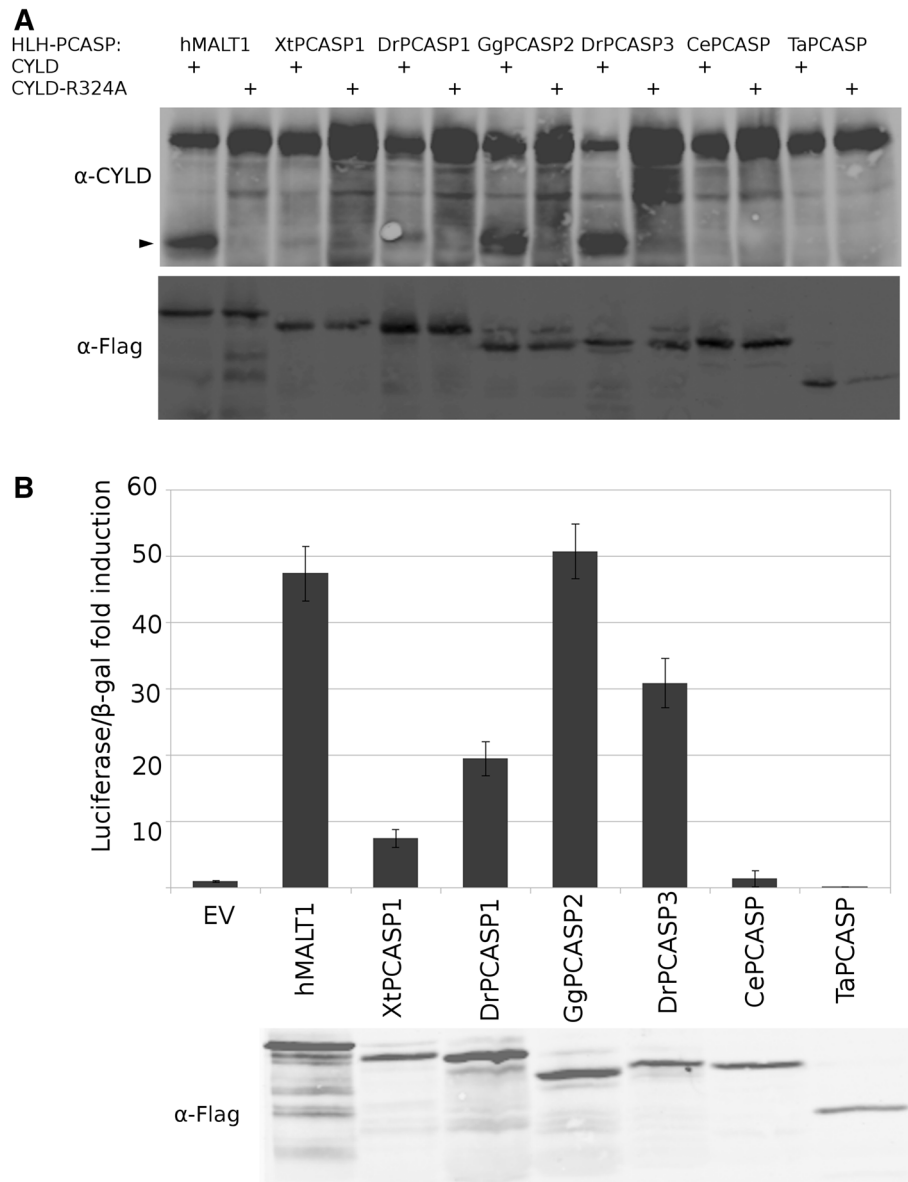 A
HLH-PCASP: hMALT1 XtPCASP1 DrPCASP1 GgPCASP2 DrPCASP3 CePCASP TaPCASP
CYLD + + + + + + +
CYLD-R324A + + + + + + +
α-CYLD
α-Flag
B
Luciferase/β-gal fold induction
60
50
40
30
20
10
EV hMALT1 XtPCASP1 DrPCASP1 GgPCASP2 DrPCASP3 CePCASP TaPCASP
α-Flag